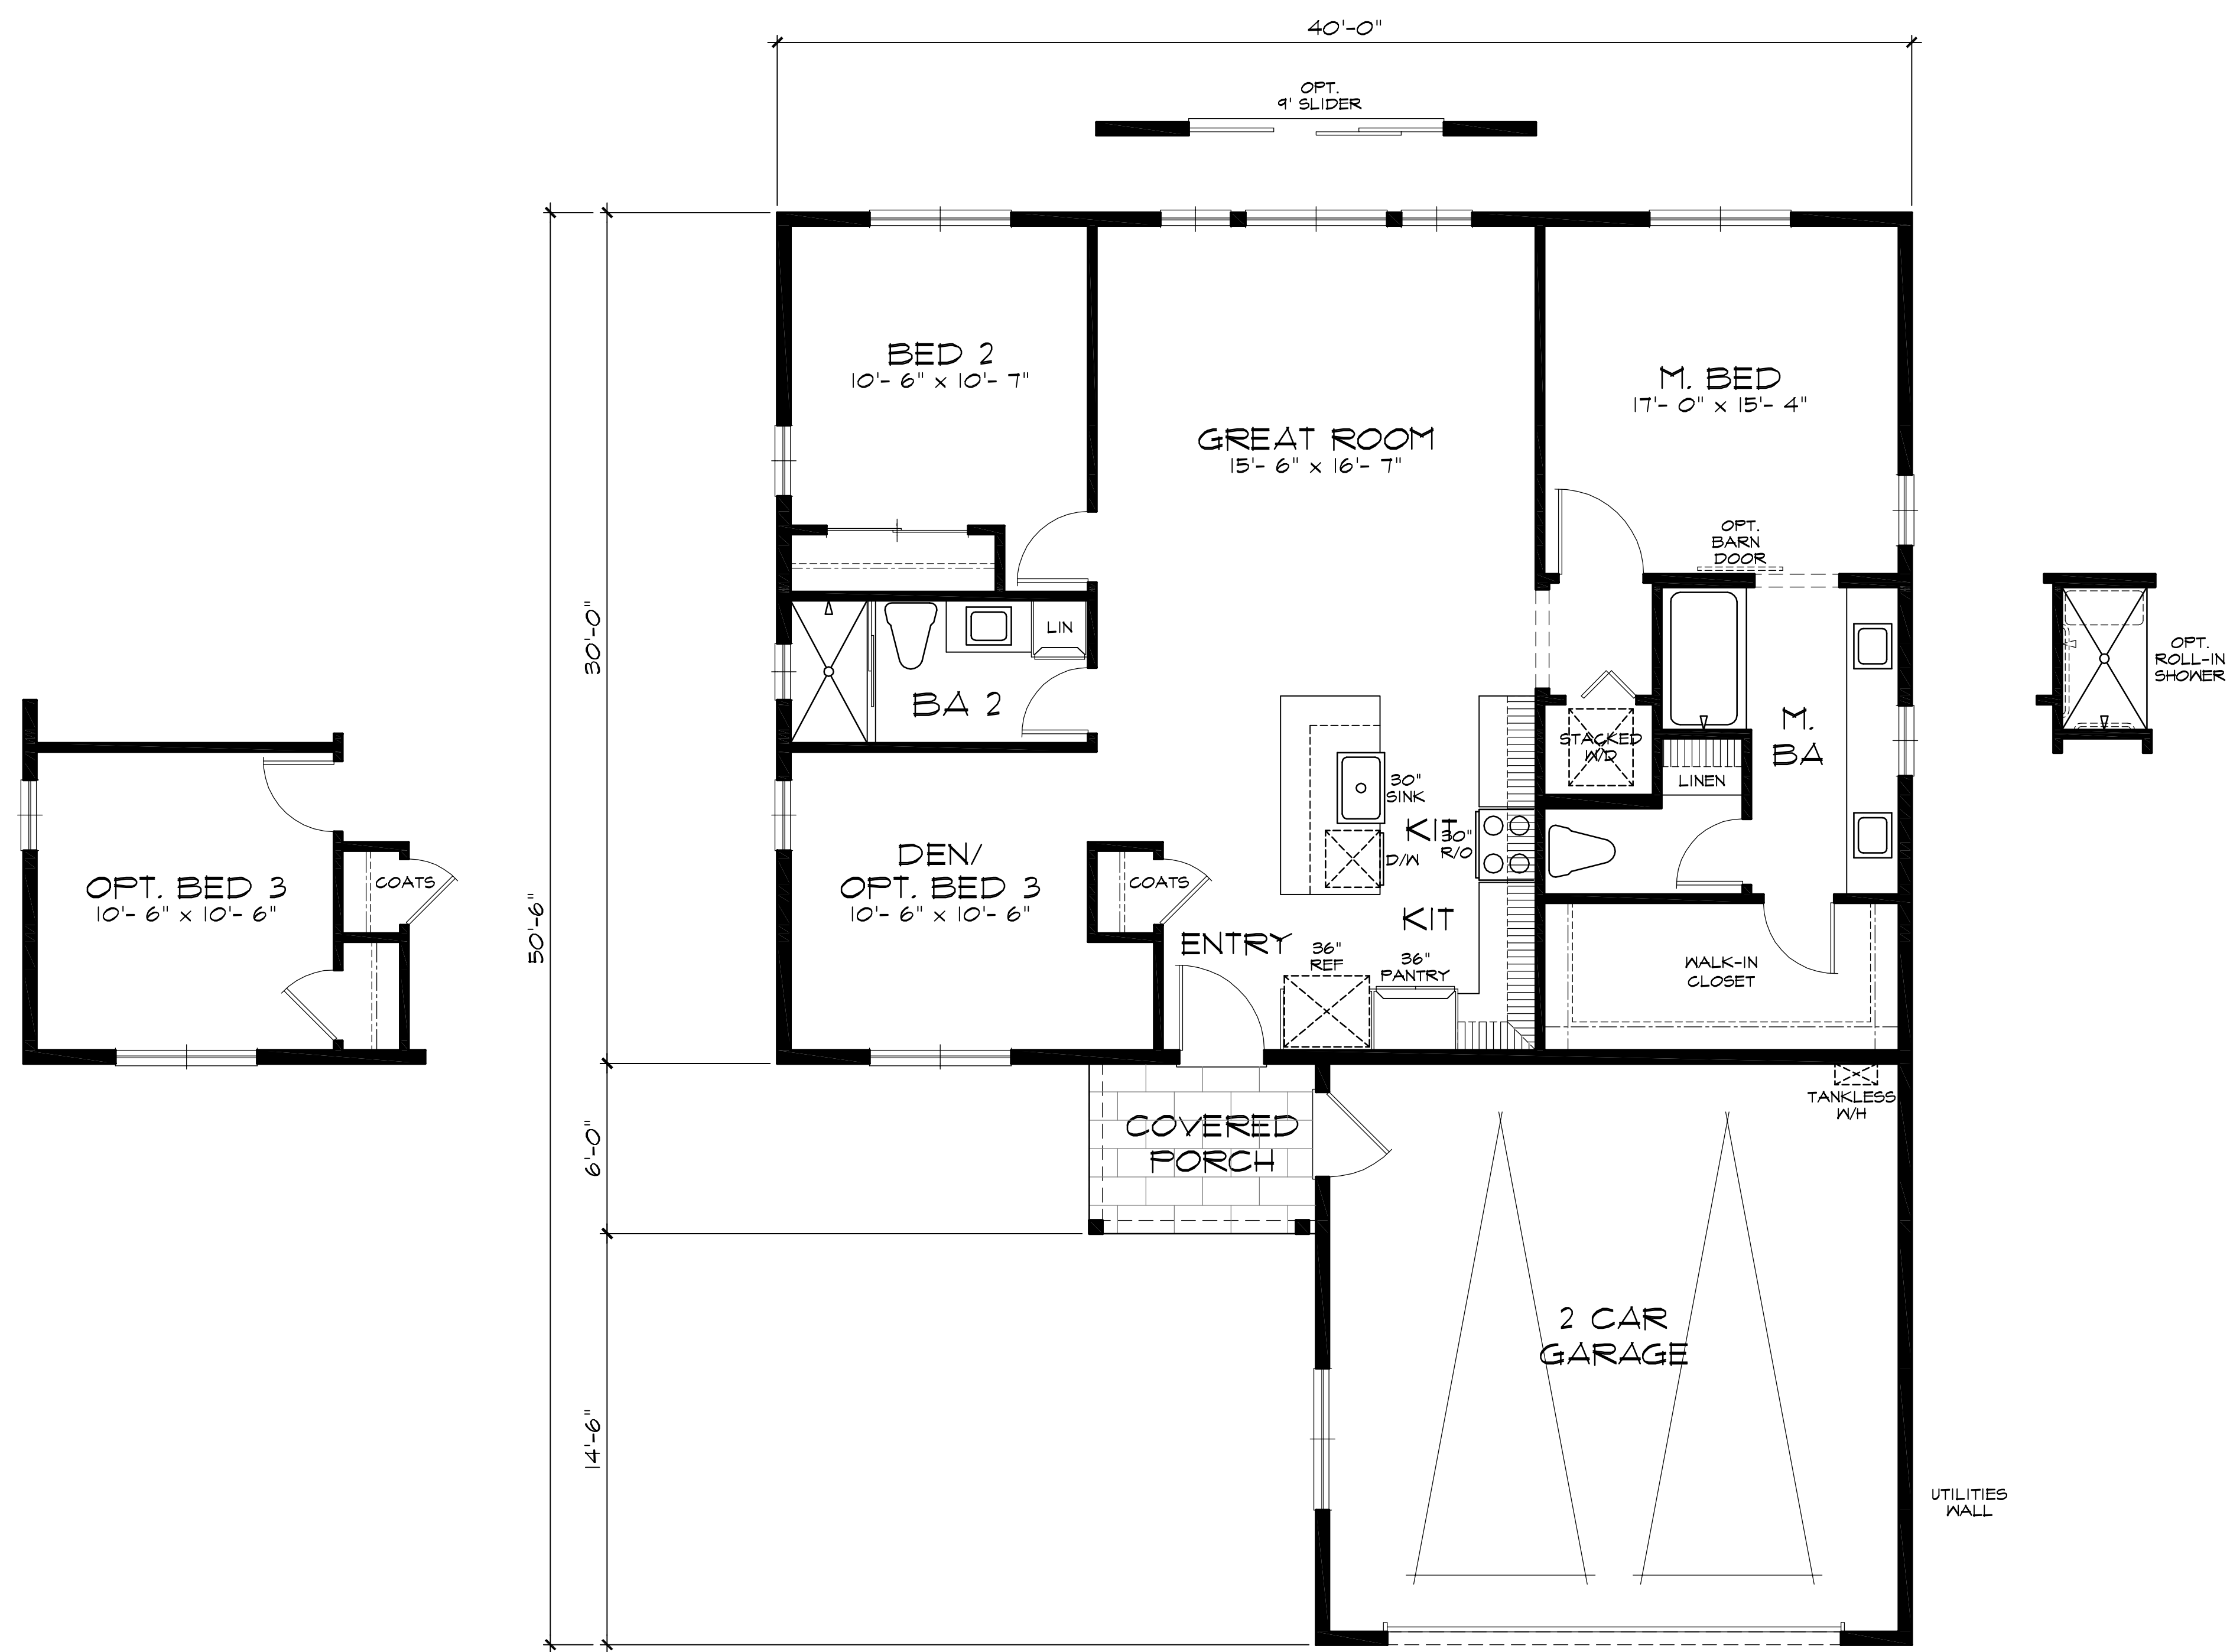 40'-0"
OPT.
9' SLIDER
BED 2
10'- 6" x 10'- 7"
M. BED
17'- 0" x 15'- 4"
GREAT ROOM
15'- 6" x 16'- 7"
OPT.
BARN
DOOR
30'-0"
LIN
BA 2
OPT.
ROLL-IN
SHOWER
M.
BA
STACKED
W/D
LINEN
30"
SINK
KIT
30"
R/O
D/W
DEN/
OPT. BED 3
10'- 6" x 10'- 6"
COATS
OPT. BED 3
10'- 6" x 10'- 6"
COATS
50'-6"
KIT
ENTRY
36"
REF
36"
PANTRY
WALK-IN
CLOSET
TANKLESS
W/H
COVERED
PORCH
6'-0"
2 CAR
GARAGE
14'-6"
UTILITIES
WALL